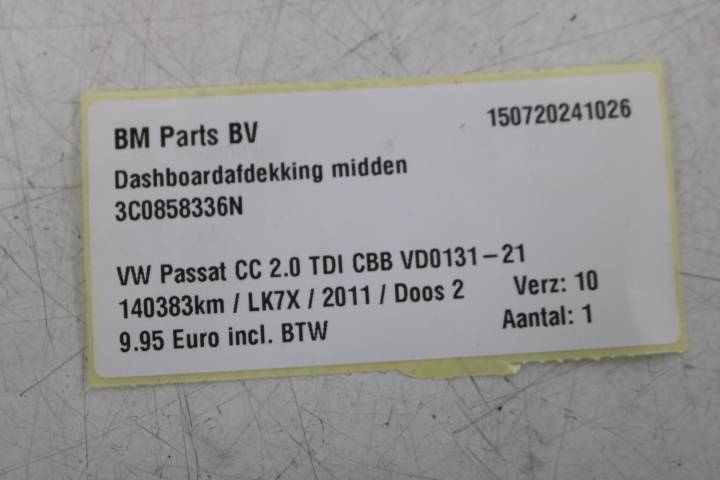 BM Parts BV 150720241026
Dashboardafdekking midden
3C0858336N
VW Passat CC 2.0 TDI CBB VD0131-21
140383km / LK7X / 2011 / Doos 2 Verz: 10
9.95 Euro incl. BTW Aantal: 1